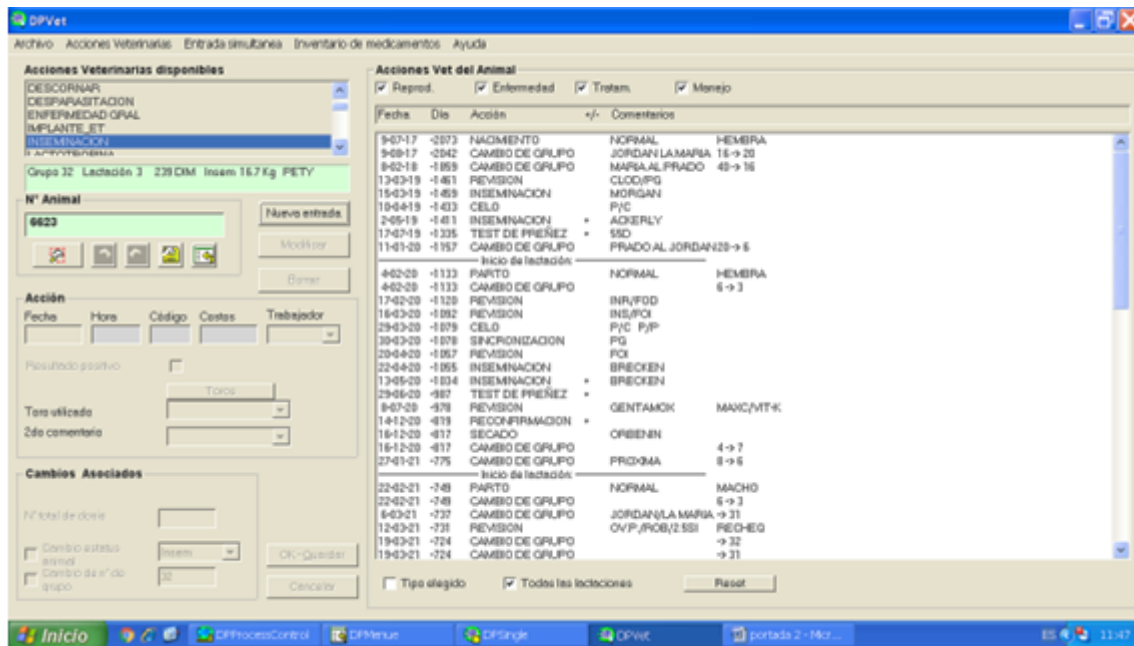 DPVet
Archivo Acciones Veterinarias Entrada simultanea Inventario de medicamentos Ayuda
Acciones Veterinarias disponibles
DESCORNAR
DESPARASITACION
ENFERMEDAD GRAL
IMPLANTE_ET
INSEMINACION
LACTOTROPINA
Grupo 32 Lactación 3 239 DIM Insem 16.7 Kg PETY
N° Animal
6623
Nueva entrada
Modificar
Borrar
Acción
Fecha Hora Código Costos Trabajador
Resultado positivo
Toros
Toro utilizado
2do comentario
Cambios Asociados
N° total de dosis
Cambio estatus animal Insem
Cambio de n° de grupo 32
OK-Guardar
Cancelar
Acciones Vet del Animal
Reprod. Enfermedad Tratam. Manejo
Fecha Día Acción +/- Comentarios
9-07-17 -2073 NACIMIENTO NORMAL HEMBRA
9-08-17 -2042 CAMBIO DE GRUPO JORDAN LA MARIA 16-> 20
8-02-18 -1859 CAMBIO DE GRUPO MARIA AL PRADO 40-> 16
13-03-19 -1461 REVISION CLOD/PG
15-03-19 -1459 INSEMINACION MORGAN
10-04-19 -1433 CELO P/C
2-05-19 -1411 INSEMINACION + ACKERLY
17-07-19 -1335 TEST DE PREÑEZ + 55D
11-01-20 -1157 CAMBIO DE GRUPO PRADO AL JORDAN 20-> 6
Inicio de lactación:
4-02-20 -1133 PARTO NORMAL HEMBRA
4-02-20 -1133 CAMBIO DE GRUPO 6 -> 3
17-02-20 -1120 REVISION INR/FOD
16-03-20 -1092 REVISION INS/FOI
29-03-20 -1079 CELO P/C P/P
30-03-20 -1078 SINCRONIZACION PG
20-04-20 -1057 REVISION FOI
22-04-20 -1055 INSEMINACION BRECKEN
13-05-20 -1034 INSEMINACION + BRECKEN
29-06-20 -987 TEST DE PREÑEZ +
8-07-20 -978 REVISION GENTAMOX MAXC/VIT-K
14-12-20 -819 RECONFIRMACION +
16-12-20 -817 SECADO ORBENIN
16-12-20 -817 CAMBIO DE GRUPO 4 -> 7
27-01-21 -775 CAMBIO DE GRUPO PROXIMA 8 -> 6
Inicio de lactación:
22-02-21 -749 PARTO NORMAL MACHO
22-02-21 -749 CAMBIO DE GRUPO 6 -> 3
6-03-21 -737 CAMBIO DE GRUPO JORDAN/LA MARIA -> 31
12-03-21 -731 REVISION OV.P./ROB/2.5SI RECHEQ
19-03-21 -724 CAMBIO DE GRUPO -> 32
19-03-21 -724 CAMBIO DE GRUPO -> 31
Tipo elegido Todas las lactaciones Reset
Inicio DPProcessControl DPMenue DPSingle DPVet portada 2 - Micr... ES 11:47